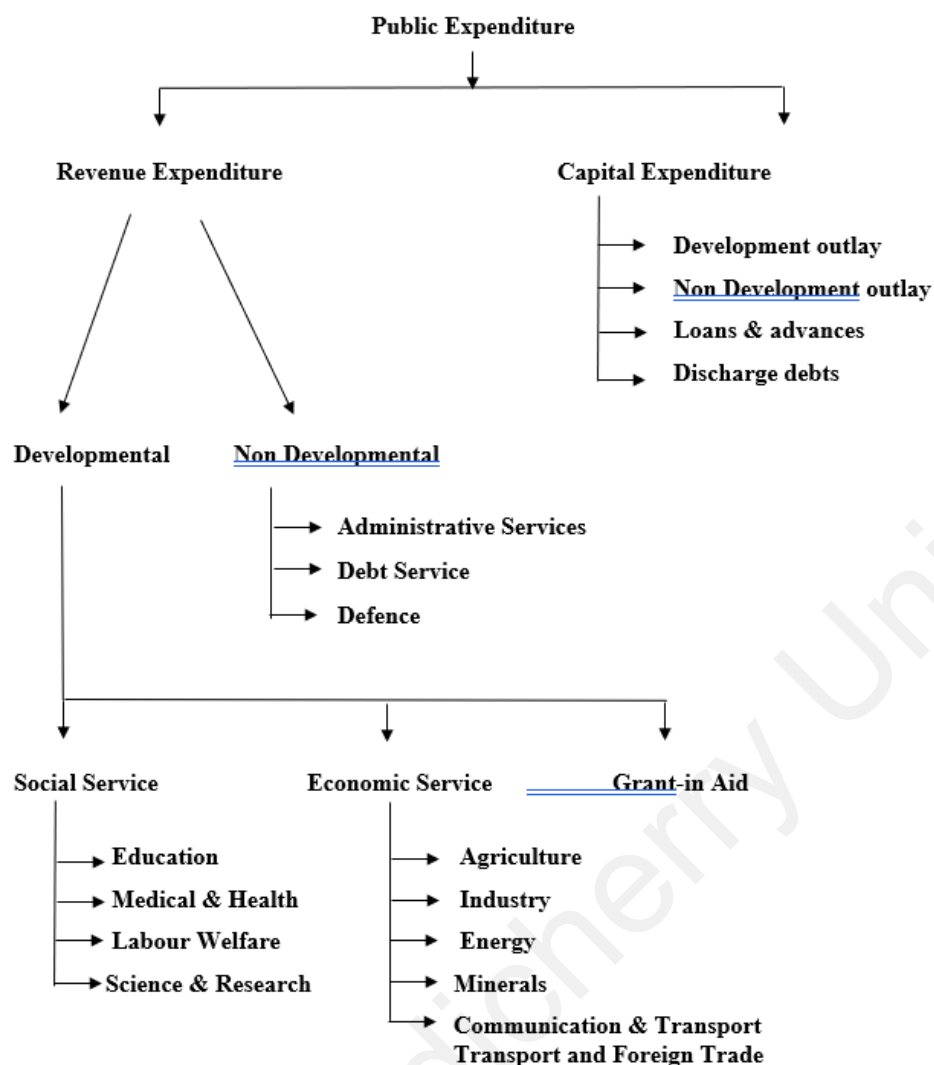 Public Expenditure
Revenue Expenditure
Capital Expenditure
Development outlay
Non Development outlay
Loans & advances
Discharge debts
Developmental
Non Developmental
Administrative Services
Debt Service
Defence
Social Service
Economic Service
Grant-in Aid
Education
Medical & Health
Labour Welfare
Science & Research
Agriculture
Industry
Energy
Minerals
Communication & Transport
Transport and Foreign Trade